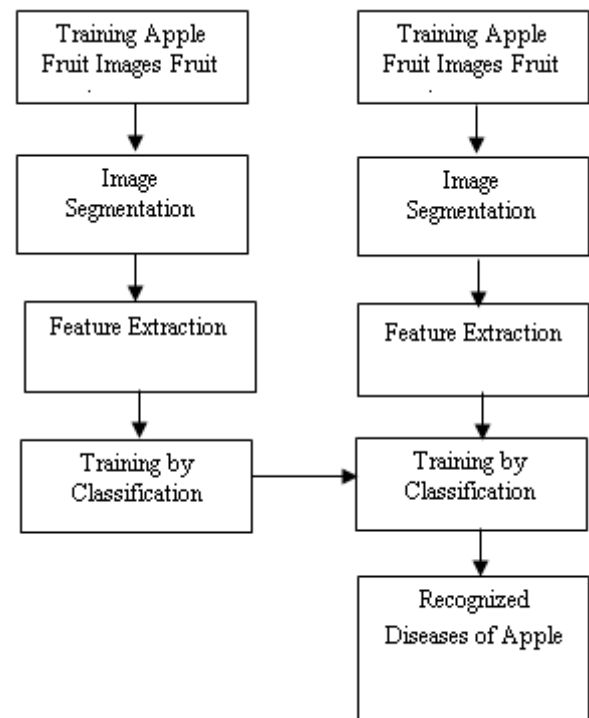 Training Apple
Fruit Images Fruit
.
Image
Segmentation
Feature Extraction
Training by
Classification
Training Apple
Fruit Images Fruit
.
Image
Segmentation
Feature Extraction
Training by
Classification
Recognized
Diseases of Apple